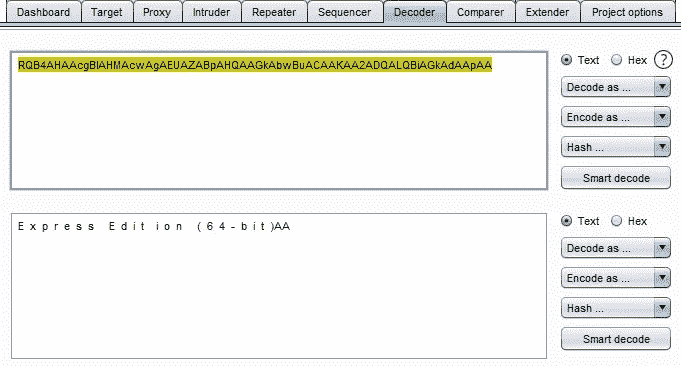 Dashboard Target Proxy Intruder Repeater Sequencer Decoder Comparer Extender Project options
RQB4AHAAcgBlAHMAcwAgAEUAZABpAHQAAGkAbwBuACAAKAA2ADQALQBiAGkAdAApAA
Text Hex ?
Decode as ...
Encode as ...
Hash ...
Smart decode
E x p r e s s E d i t i o n ( 6 4 - b i t )AA
Text Hex
Decode as ...
Encode as ...
Hash ...
Smart decode